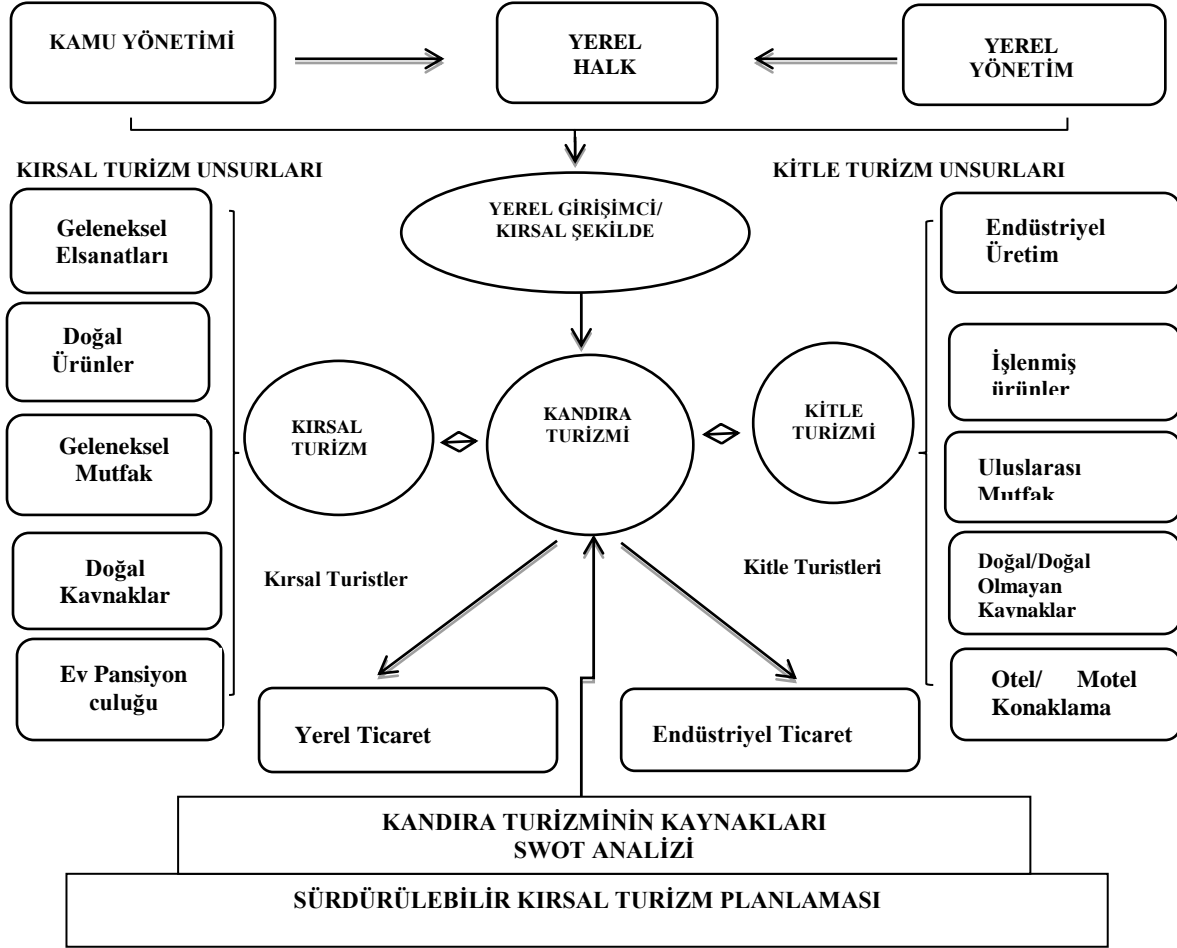 KAMU YÖNETİMİ
YEREL
HALK
YEREL
YÖNETİM
KIRSAL TURİZM UNSURLARI
KİTLE TURİZM UNSURLARI
YEREL GİRİŞİMCİ/
KIRSAL ŞEKİLDE
Geleneksel
Elsanatları
Doğal
Ürünler
Geleneksel
Mutfak
Doğal
Kaynaklar
Ev Pansiyon
culuğu
KIRSAL
TURİZM
KANDIRA
TURİZMİ
KİTLE
TURİZMİ
Endüstriyel
Üretim
İşlenmiş
ürünler
Uluslarası
Mutfak
Doğal/Doğal
Olmayan
Kaynaklar
Otel/ Motel
Konaklama
Kırsal Turistler
Kitle Turistleri
Yerel Ticaret
Endüstriyel Ticaret
KANDIRA TURİZMİNİN KAYNAKLARI
SWOT ANALİZİ
SÜRDÜRÜLEBİLİR KIRSAL TURİZM PLANLAMASI